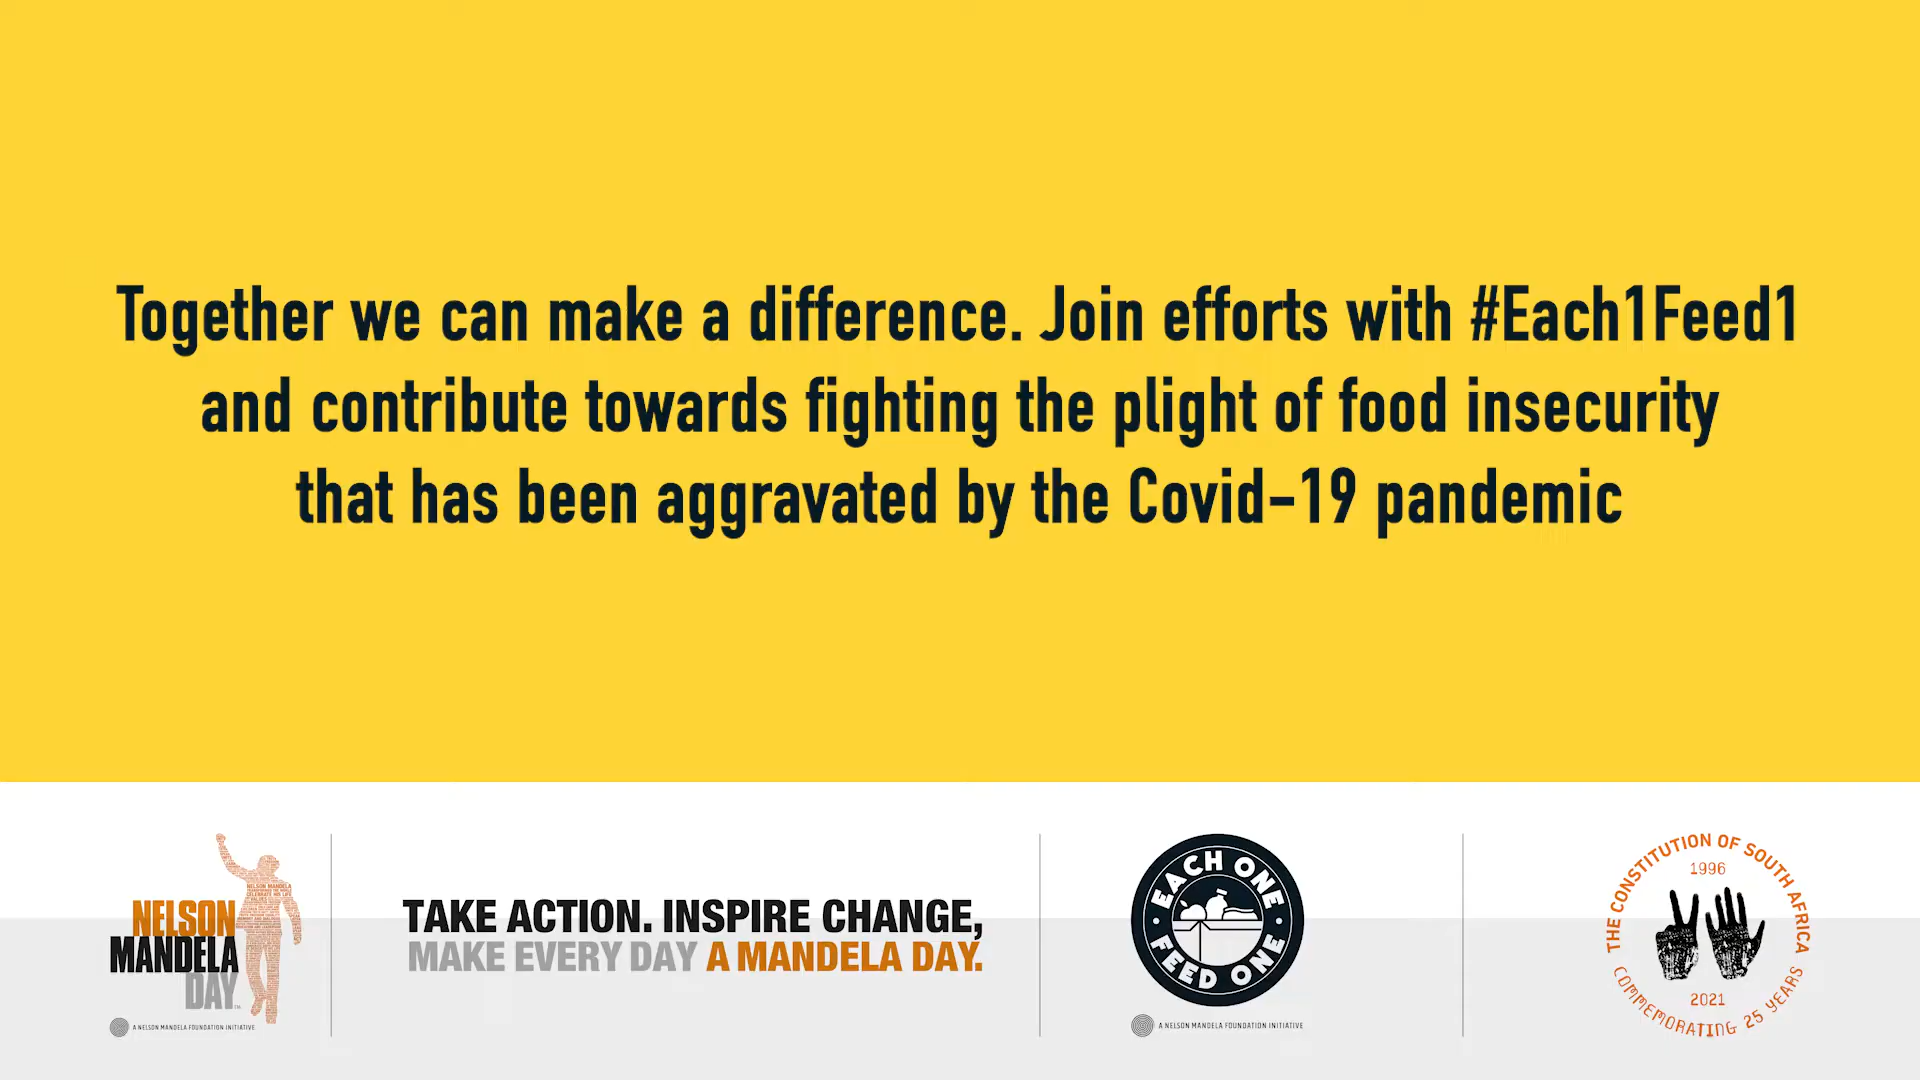 Together we can make a difference. Join efforts with #Each1Feed1
and contribute towards fighting the plight of food insecurity
that has been aggravated by the Covid-19 pandemic
NELSON
MANDELA
DAY
A NELSON MANDELA FOUNDATION INITIATIVE
TAKE ACTION. INSPIRE CHANGE,
MAKE EVERY DAY A MANDELA DAY.
EACH ONE
FEED ONE
A NELSON MANDELA FOUNDATION INITIATIVE
THE CONSTITUTION OF SOUTH AFRICA
1996
2021
COMMEMORATING 25 YEARS